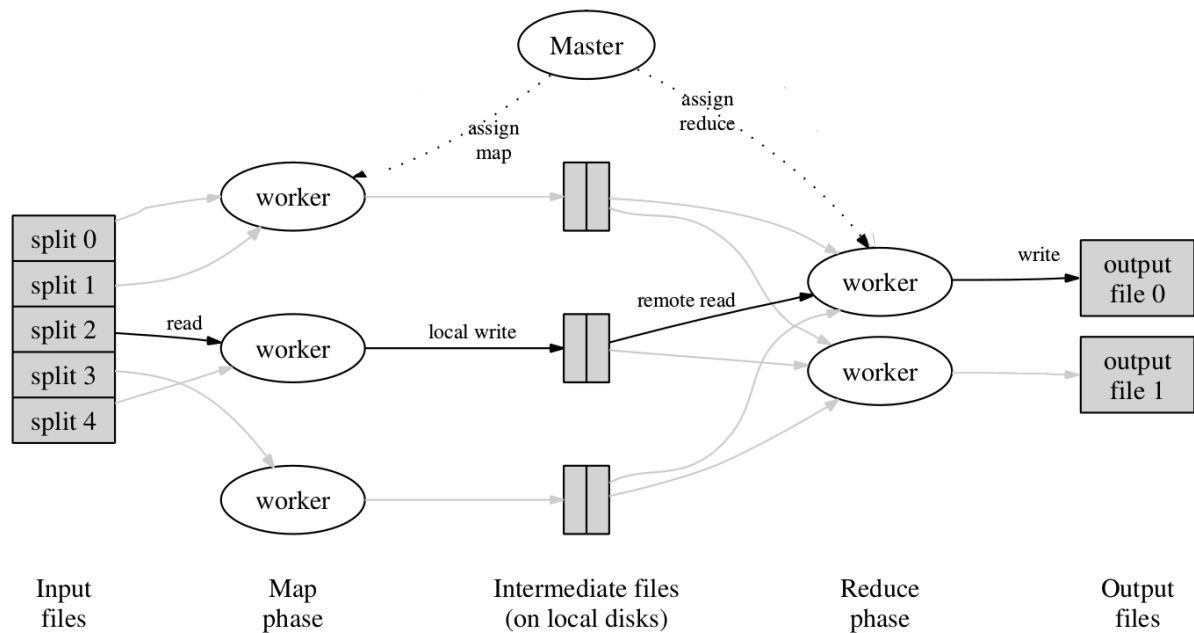 Master
assign
map
assign
reduce
worker
split 0
split 1
split 2
split 3
split 4
read
worker
local write
remote read
worker
write
output
file 0
worker
output
file 1
worker
Input
files
Map
phase
Intermediate files
(on local disks)
Reduce
phase
Output
files